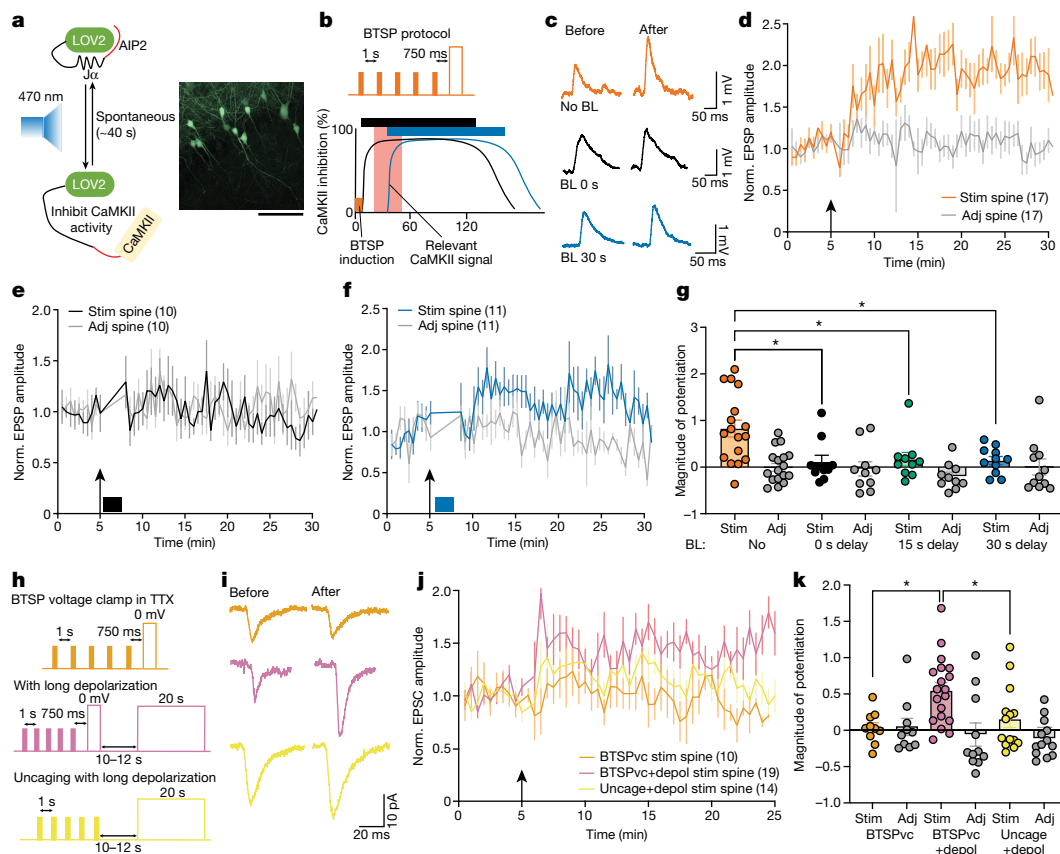 a
LOV2
AIP2
Jα
470 nm
Spontaneous
(~40 s)
LOV2
Inhibit CaMKII
activity
CaMKII
b
BTSP protocol
1 s
750 ms
CaMKII inhibition (%)
100
0
0
60
120
BTSP
induction
Relevant
CaMKII signal
c
Before
After
No BL
1 mV
50 ms
BL 0 s
1 mV
50 ms
BL 30 s
1 mV
50 ms
d
Norm. EPSP amplitude
2.5
2.0
1.5
1.0
0.5
0
Stim spine (17)
Adj spine (17)
0 5 10 15 20 25 30
Time (min)
e
Norm. EPSP amplitude
2.0
1.5
1.0
0.5
0
Stim spine (10)
Adj spine (10)
0 5 10 15 20 25 30
Time (min)
f
Norm. EPSP amplitude
2.0
1.5
1.0
0.5
0
Stim spine (11)
Adj spine (11)
0 5 10 15 20 25 30
Time (min)
g
Magnitude of potentiation
3
2
1
0
−1
* * *
Stim Adj Stim Adj Stim Adj Stim Adj
BL: No 0 s delay 15 s delay 30 s delay
h
BTSP voltage clamp in TTX
0 mV
1 s
750 ms
With long depolarization
0 mV
20 s
1 s 750 ms
10–12 s
Uncaging with long depolarization
20 s
1 s
10–12 s
i
Before
After
10 pA
20 ms
j
Norm. EPSC amplitude
2.0
1.5
1.0
0.5
0
BTSPvc stim spine (10)
BTSPvc+depol stim spine (19)
Uncage+depol stim spine (14)
0 5 10 15 20 25
Time (min)
k
Magnitude of potentiation
2.0
1.5
1.0
0.5
0
−0.5
−1.0
* *
Stim Adj Stim Adj Stim Adj
BTSPvc BTSPvc Uncage
+depol +depol